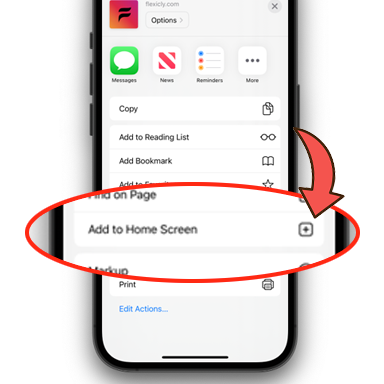 flexicly.com
Options >
Messages
News
Reminders
More
Copy
Add to Reading List
Add Bookmark
Add to Favorites
Find on Page
Add to Home Screen
Markup
Print
Edit Actions...